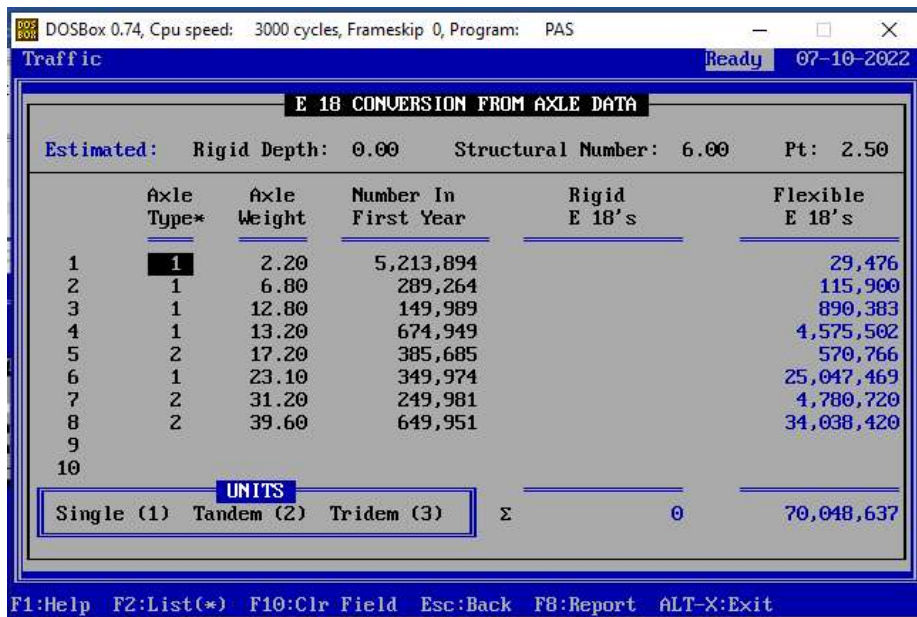 DOSBox 0.74, Cpu speed: 3000 cycles, Frameskip 0, Program: PAS
Traffic Ready 07-10-2022
E 18 CONVERSION FROM AXLE DATA
Estimated: Rigid Depth: 0.00 Structural Number: 6.00 Pt: 2.50
Axle Axle Number In Rigid Flexible
Type* Weight First Year E 18's E 18's
1 1 2.20 5,213,894 29,476
2 1 6.80 289,264 115,900
3 1 12.80 149,989 890,383
4 1 13.20 674,949 4,575,502
5 2 17.20 385,685 570,766
6 1 23.10 349,974 25,047,469
7 2 31.20 249,981 4,780,720
8 2 39.60 649,951 34,038,420
9
10
UNITS
Single (1) Tandem (2) Tridem (3) Σ 0 70,048,637
F1:Help F2:List(*) F10:Clr Field Esc:Back F8:Report ALT-X:Exit